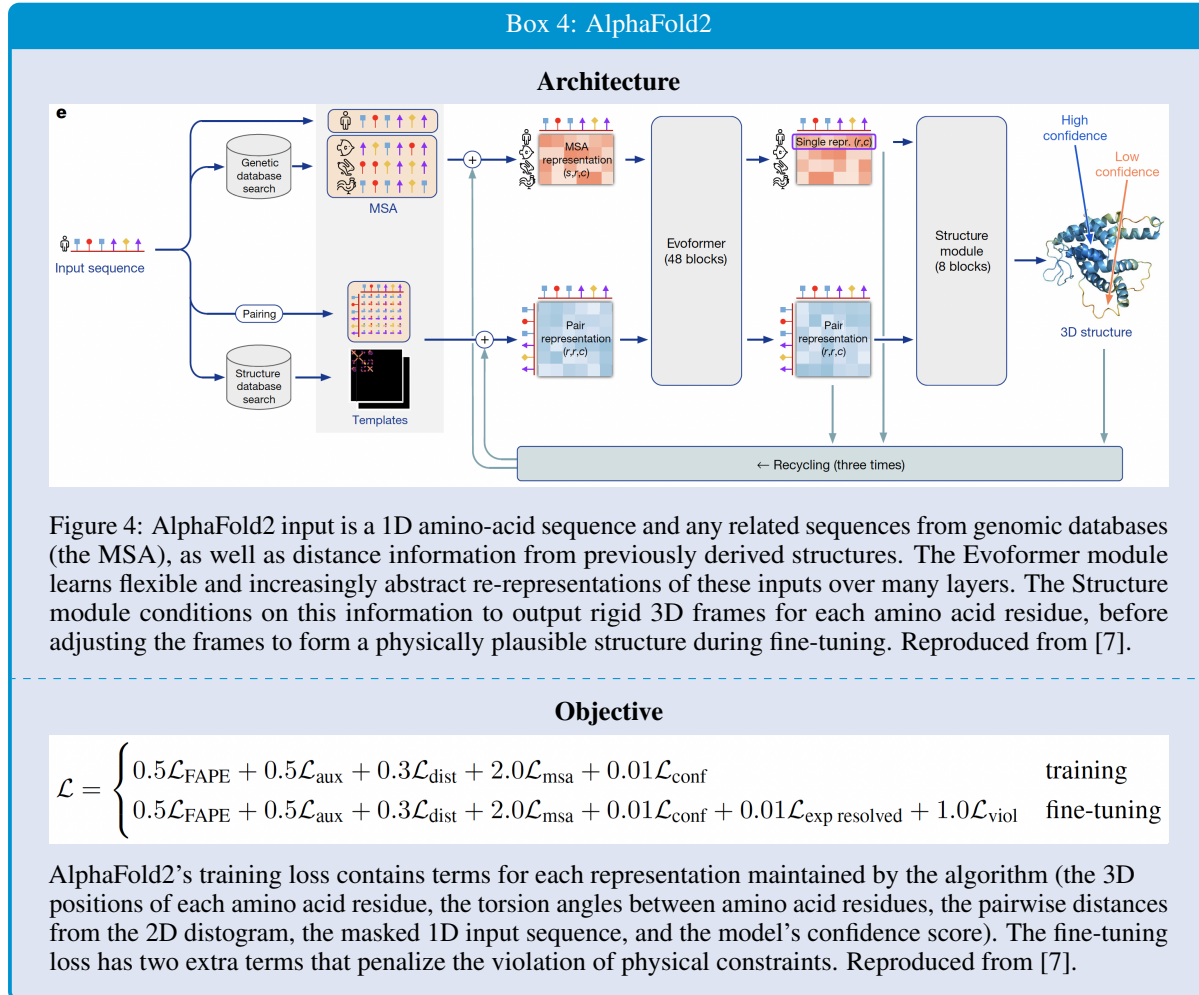 Box 4: AlphaFold2
Architecture
e
Genetic
database
search
MSA
Input sequence
Pairing
Structure
database
search
Templates
+
+
MSA
representation
(s,r,c)
Pair
representation
(r,r,c)
Evoformer
(48 blocks)
Single repr. (r,c)
Pair
representation
(r,r,c)
Structure
module
(8 blocks)
High
confidence
Low
confidence
3D structure
← Recycling (three times)
Figure 4: AlphaFold2 input is a 1D amino-acid sequence and any related sequences from genomic databases
(the MSA), as well as distance information from previously derived structures. The Evoformer module
learns flexible and increasingly abstract re-representations of these inputs over many layers. The Structure
module conditions on this information to output rigid 3D frames for each amino acid residue, before
adjusting the frames to form a physically plausible structure during fine-tuning. Reproduced from [7].
Objective
ℒ = { 0.5ℒ_FAPE + 0.5ℒ_aux + 0.3ℒ_dist + 2.0ℒ_msa + 0.01ℒ_conf training
0.5ℒ_FAPE + 0.5ℒ_aux + 0.3ℒ_dist + 2.0ℒ_msa + 0.01ℒ_conf + 0.01ℒ_exp resolved + 1.0ℒ_viol fine-tuning
AlphaFold2's training loss contains terms for each representation maintained by the algorithm (the 3D
positions of each amino acid residue, the torsion angles between amino acid residues, the pairwise distances
from the 2D distogram, the masked 1D input sequence, and the model's confidence score). The fine-tuning
loss has two extra terms that penalize the violation of physical constraints. Reproduced from [7].